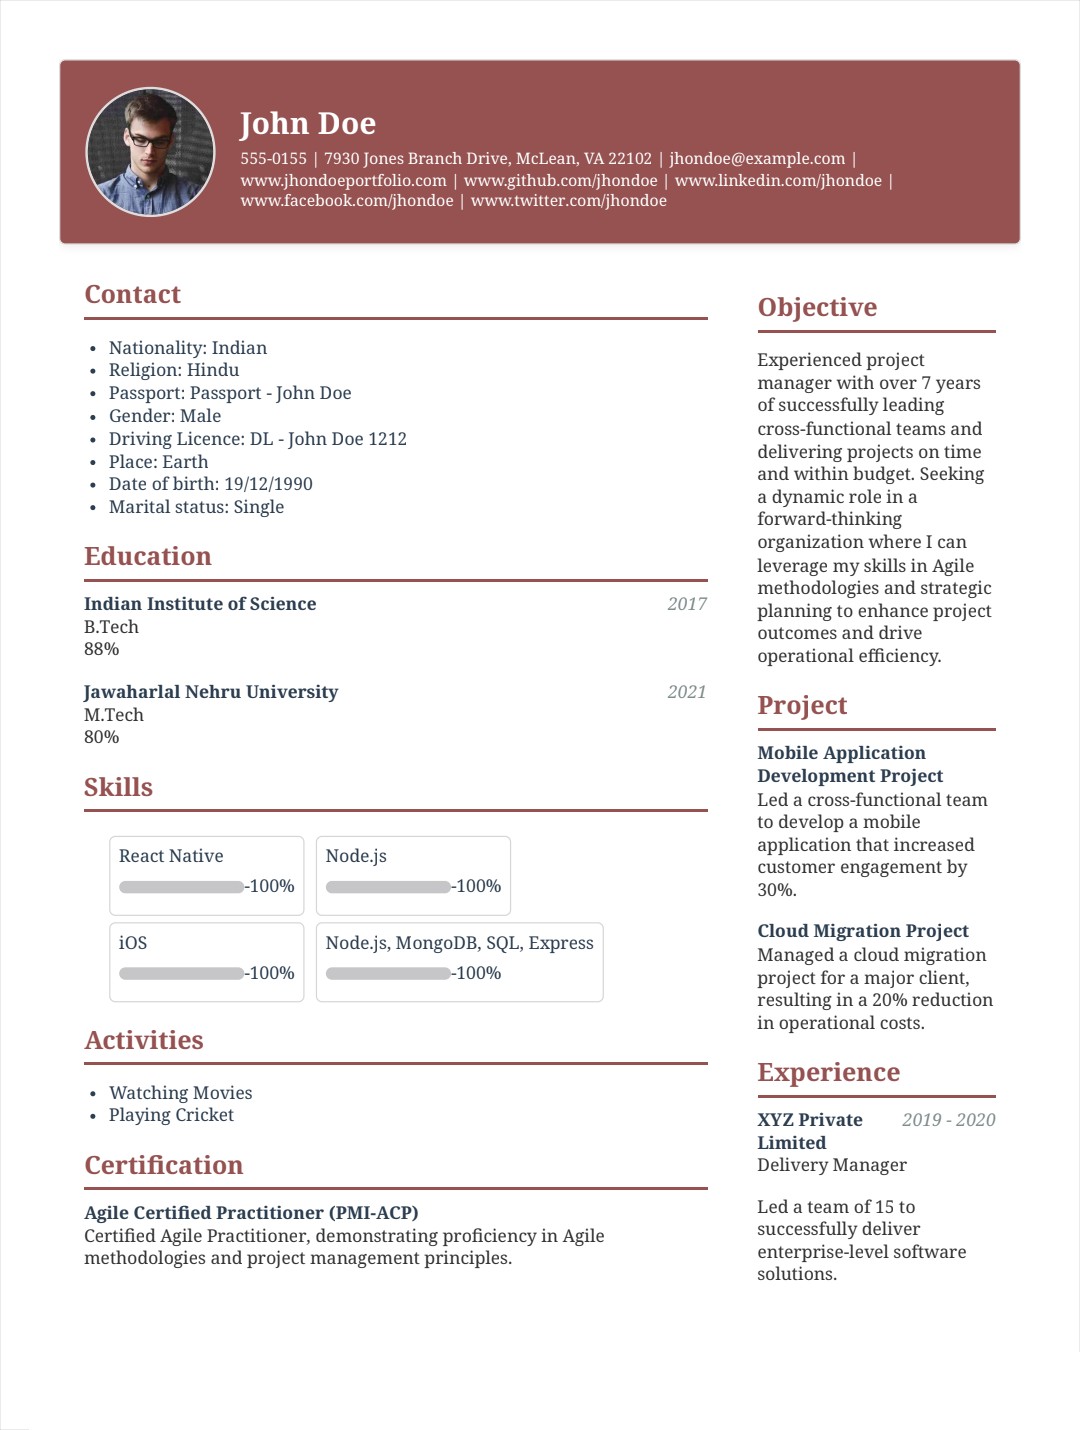 John Doe
555-0155 | 7930 Jones Branch Drive, McLean, VA 22102 | jhondoe@example.com |
www.jhondoeportfolio.com | www.github.com/jhondoe | www.linkedin.com/jhondoe |
www.facebook.com/jhondoe | www.twitter.com/jhondoe
Contact
• Nationality: Indian
• Religion: Hindu
• Passport: Passport - John Doe
• Gender: Male
• Driving Licence: DL - John Doe 1212
• Place: Earth
• Date of birth: 19/12/1990
• Marital status: Single
Education
Indian Institute of Science 2017
B.Tech
88%
Jawaharlal Nehru University 2021
M.Tech
80%
Skills
React Native
-100%
Node.js
-100%
iOS
-100%
Node.js, MongoDB, SQL, Express
-100%
Activities
• Watching Movies
• Playing Cricket
Certification
Agile Certified Practitioner (PMI-ACP)
Certified Agile Practitioner, demonstrating proficiency in Agile
methodologies and project management principles.
Objective
Experienced project
manager with over 7 years
of successfully leading
cross-functional teams and
delivering projects on time
and within budget. Seeking
a dynamic role in a
forward-thinking
organization where I can
leverage my skills in Agile
methodologies and strategic
planning to enhance project
outcomes and drive
operational efficiency.
Project
Mobile Application
Development Project
Led a cross-functional team
to develop a mobile
application that increased
customer engagement by
30%.
Cloud Migration Project
Managed a cloud migration
project for a major client,
resulting in a 20% reduction
in operational costs.
Experience
XYZ Private 2019 - 2020
Limited
Delivery Manager
Led a team of 15 to
successfully deliver
enterprise-level software
solutions.